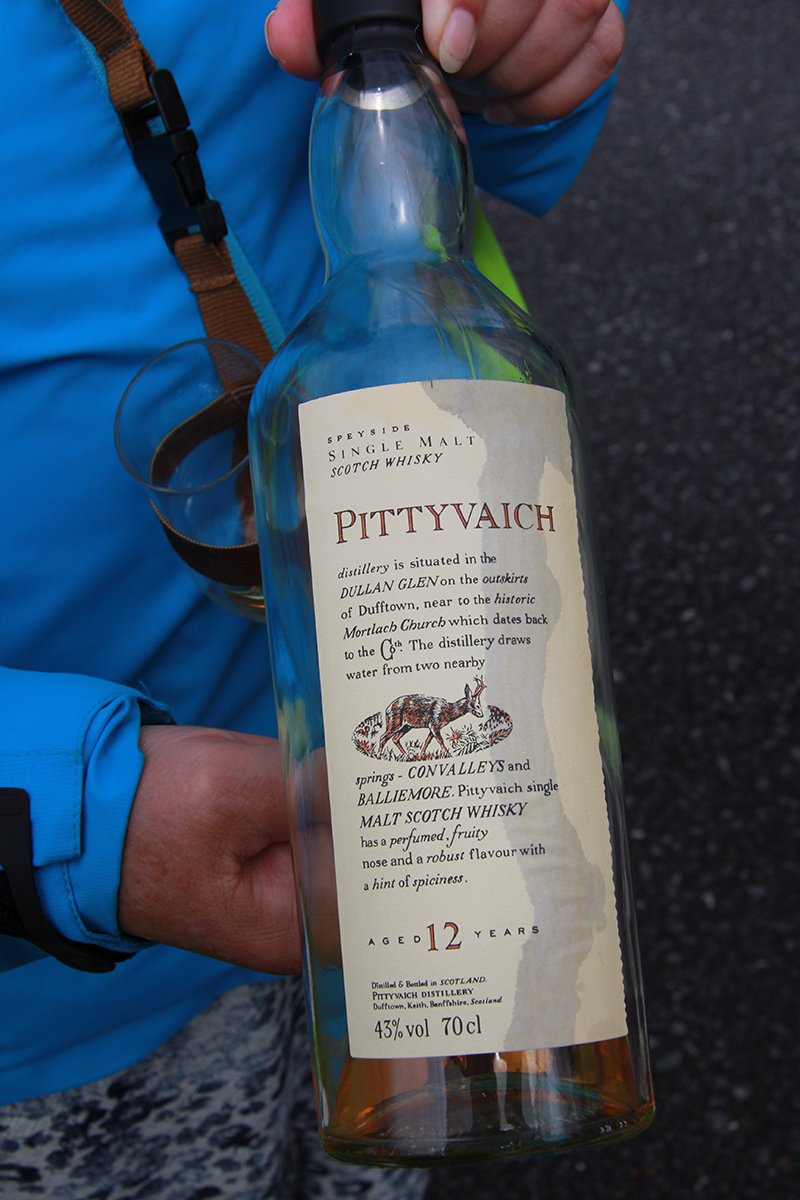 SPEYSIDE
SINGLE MALT
SCOTCH WHISKY
PITTYVAICH
distillery is situated in the
DULLAN GLEN on the outskirts
of Dufftown, near to the historic
Mortlach Church which dates back
to the 6th. The distillery draws
water from two nearby
springs - CONVALLEYS and
BALLIEMORE. Pittyvaich single
MALT SCOTCH WHISKY
has a perfumed, fruity
nose and a robust flavour with
a hint of spiciness.
AGED 12 YEARS
Distilled & Bottled in SCOTLAND.
PITTYVAICH DISTILLERY
Dufftown, Keith, Banffshire, Scotland
43% vol 70cl